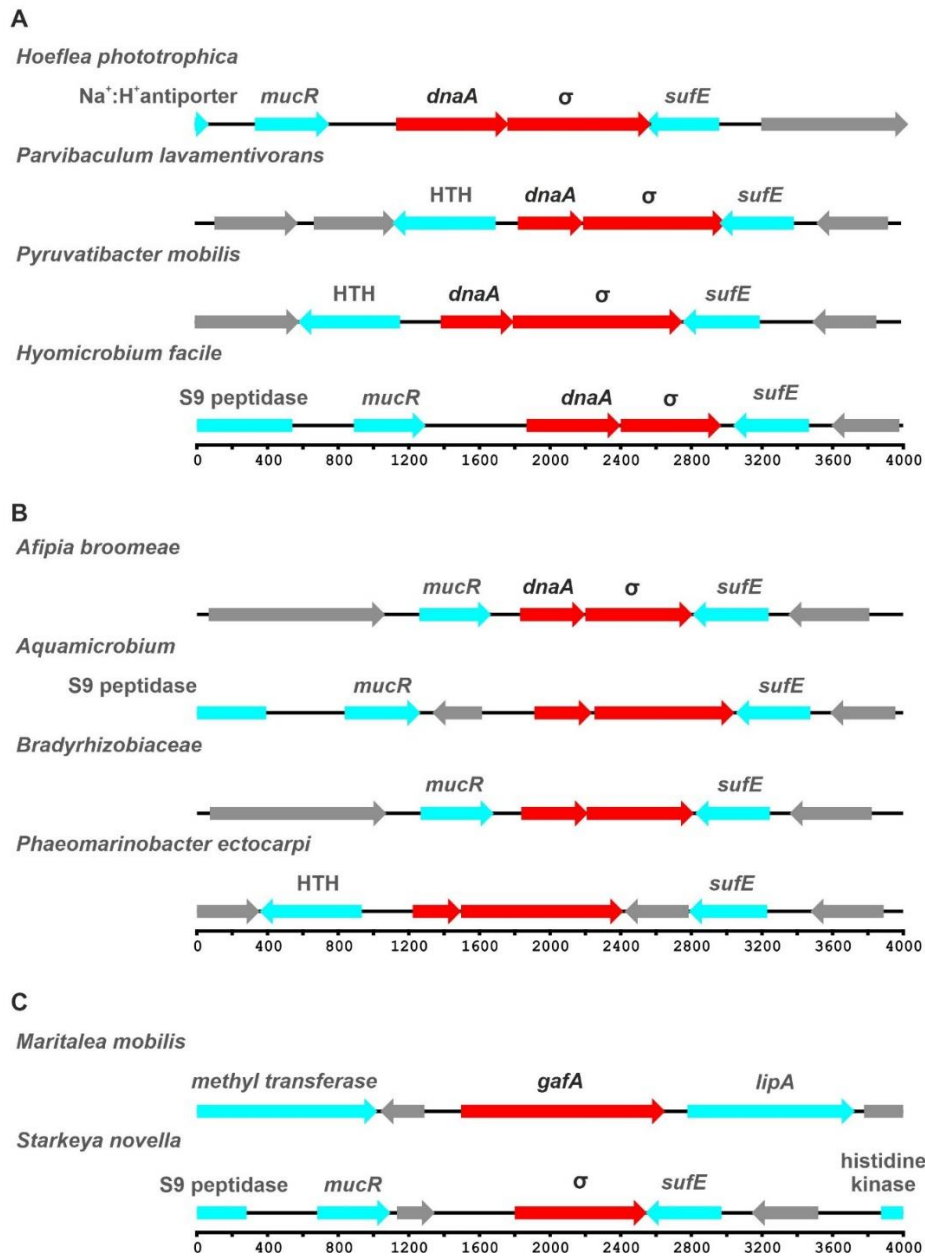 A
Hoeflea phototrophica
Na⁺:H⁺antiporter mucR dnaA σ sufE
Parvibaculum lavamentivorans
HTH dnaA σ sufE
Pyruvatibacter mobilis
HTH dnaA σ sufE
Hyomicrobium facile
S9 peptidase mucR dnaA σ sufE
0 400 800 1200 1600 2000 2400 2800 3200 3600 4000
B
Afipia broomeae
mucR dnaA σ sufE
Aquamicrobium
S9 peptidase mucR sufE
Bradyrhizobiaceae
mucR sufE
Phaeomarinobacter ectocarpi
HTH sufE
0 400 800 1200 1600 2000 2400 2800 3200 3600 4000
C
Maritalea mobilis
methyl transferase gafA lipA
Starkeya novella
S9 peptidase mucR σ sufE histidine
kinase
0 400 800 1200 1600 2000 2400 2800 3200 3600 4000